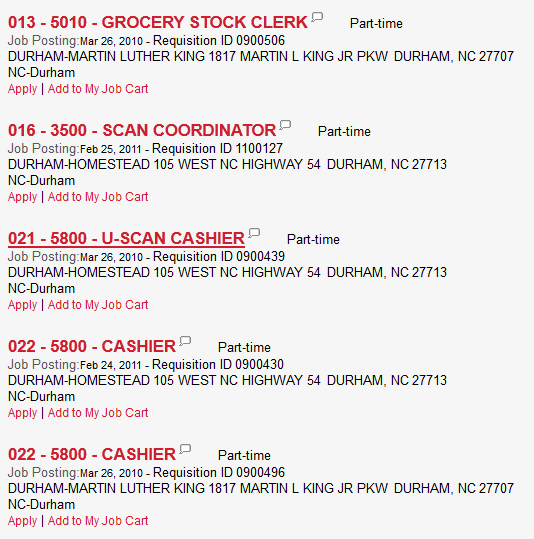 013 - 5010 - GROCERY STOCK CLERK Part-time
Job Posting:Mar 26, 2010 - Requisition ID 0900506
DURHAM-MARTIN LUTHER KING 1817 MARTIN L KING JR PKW DURHAM, NC 27707
NC-Durham
Apply | Add to My Job Cart
016 - 3500 - SCAN COORDINATOR Part-time
Job Posting:Feb 25, 2011 - Requisition ID 1100127
DURHAM-HOMESTEAD 105 WEST NC HIGHWAY 54 DURHAM, NC 27713
NC-Durham
Apply | Add to My Job Cart
021 - 5800 - U-SCAN CASHIER Part-time
Job Posting:Mar 26, 2010 - Requisition ID 0900439
DURHAM-HOMESTEAD 105 WEST NC HIGHWAY 54 DURHAM, NC 27713
NC-Durham
Apply | Add to My Job Cart
022 - 5800 - CASHIER Part-time
Job Posting:Feb 24, 2011 - Requisition ID 0900430
DURHAM-HOMESTEAD 105 WEST NC HIGHWAY 54 DURHAM, NC 27713
NC-Durham
Apply | Add to My Job Cart
022 - 5800 - CASHIER Part-time
Job Posting:Mar 26, 2010 - Requisition ID 0900496
DURHAM-MARTIN LUTHER KING 1817 MARTIN L KING JR PKW DURHAM, NC 27707
NC-Durham
Apply | Add to My Job Cart